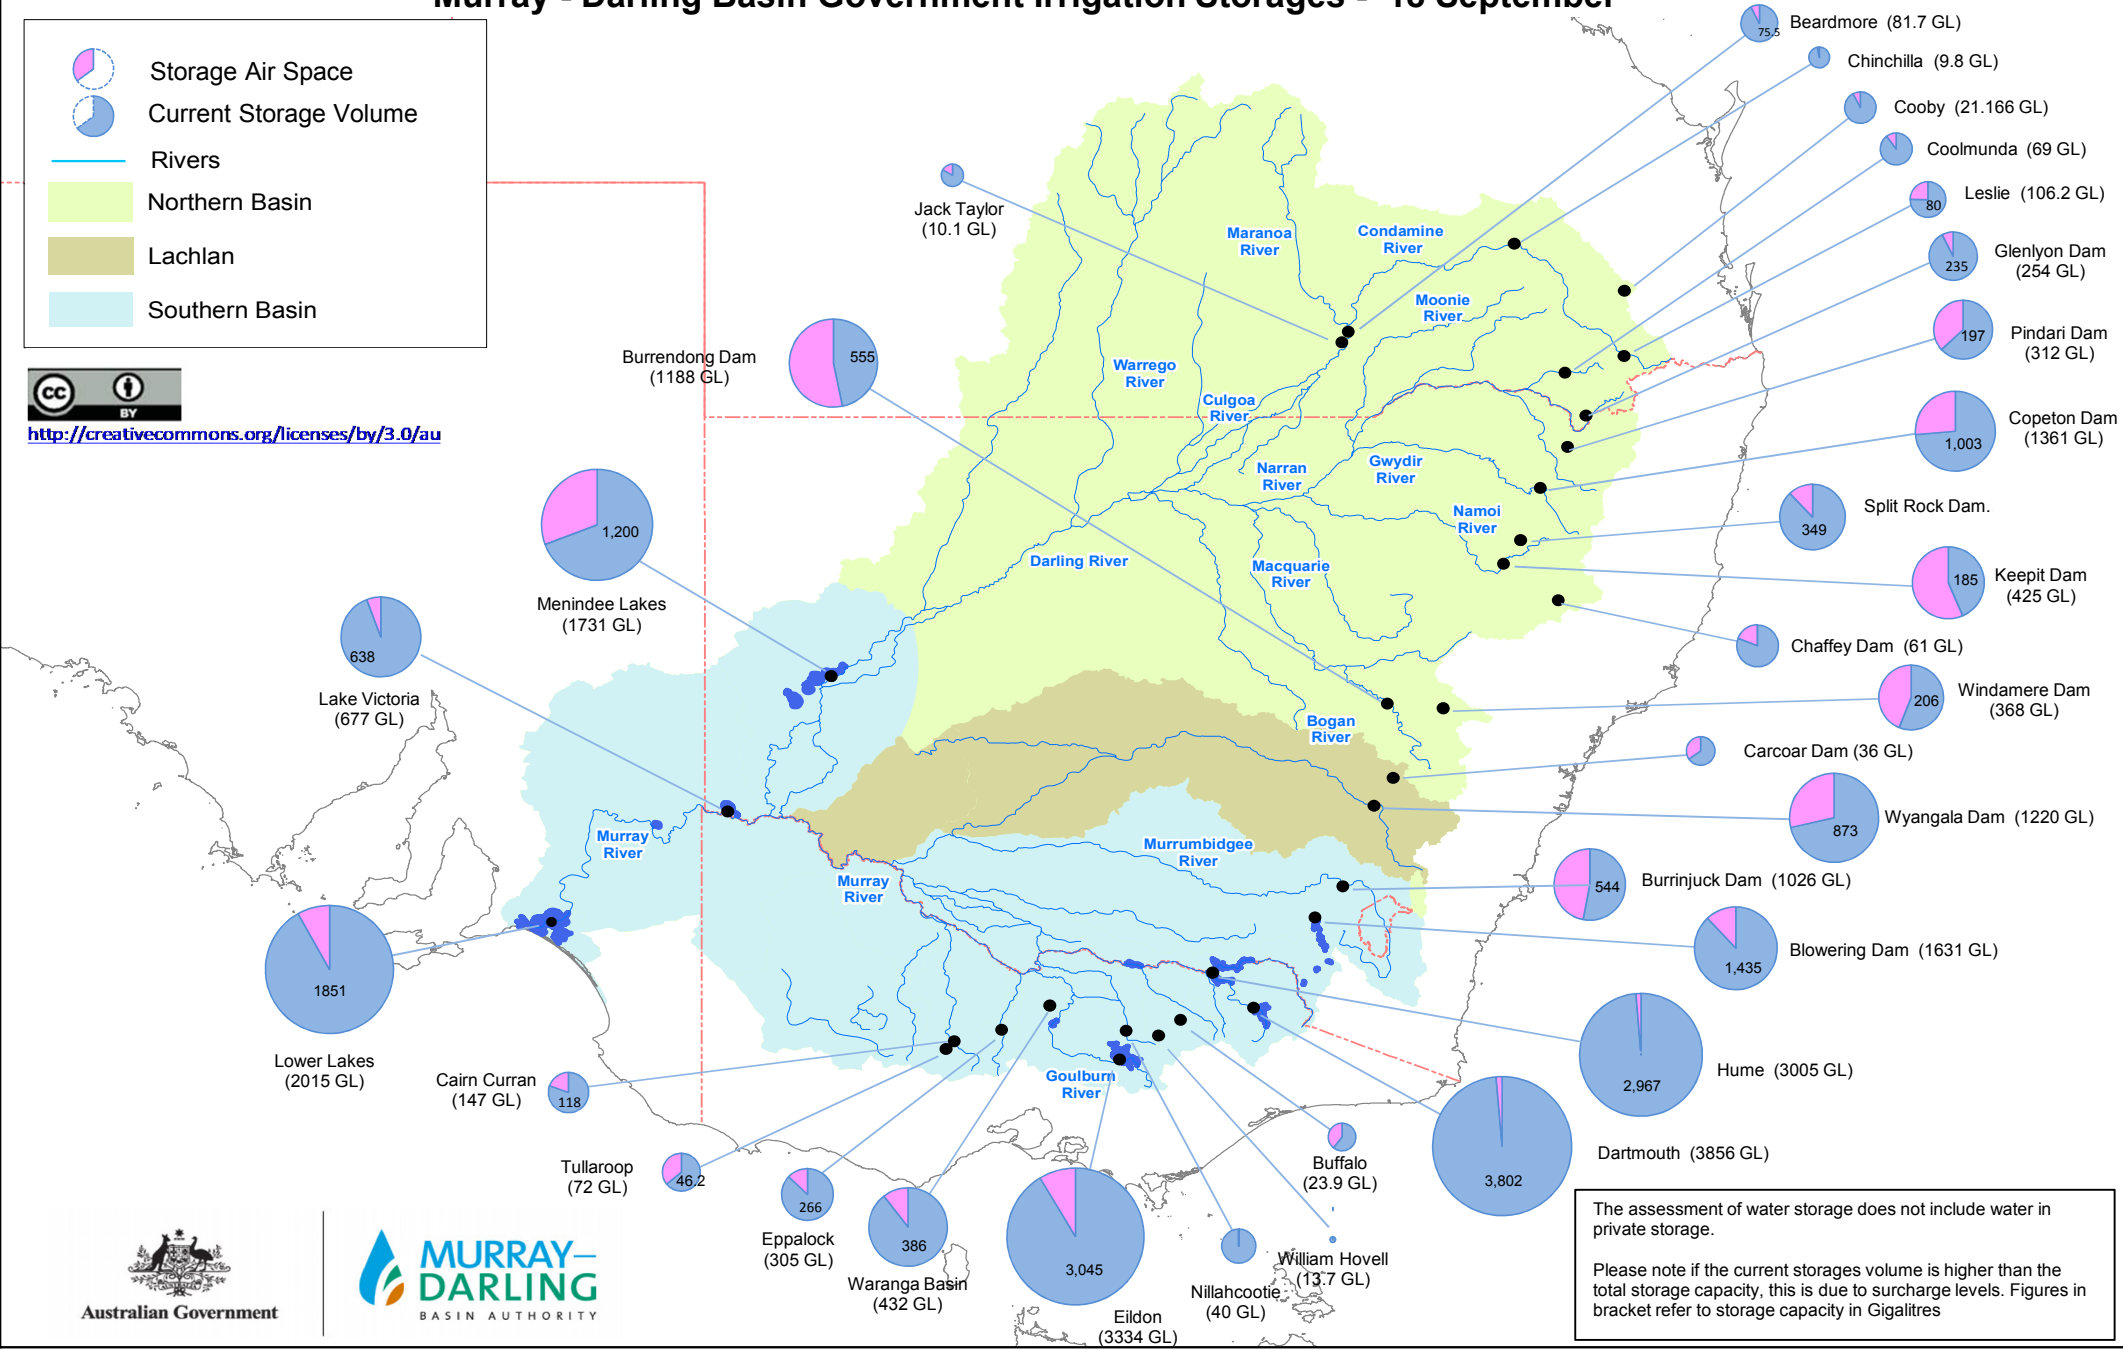 Murray - Darling Basin Government Irrigation Storages - 16 September
Storage Air Space
Current Storage Volume
Rivers
Northern Basin
Lachlan
Southern Basin
cc
BY
http://creativecommons.org/licenses/by/3.0/au
75.5
Beardmore (81.7 GL)
Chinchilla (9.8 GL)
Cooby (21.166 GL)
Coolmunda (69 GL)
80
Leslie (106.2 GL)
235
Glenlyon Dam
(254 GL)
197
Pindari Dam
(312 GL)
1,003
Copeton Dam
(1361 GL)
349
Split Rock Dam.
185
Keepit Dam
(425 GL)
Chaffey Dam (61 GL)
206
Windamere Dam
(368 GL)
Carcoar Dam (36 GL)
873
Wyangala Dam (1220 GL)
544
Burrinjuck Dam (1026 GL)
1,435
Blowering Dam (1631 GL)
2,967
Hume (3005 GL)
3,802
Dartmouth (3856 GL)
Jack Taylor
(10.1 GL)
Burrendong Dam
(1188 GL)
555
1,200
Menindee Lakes
(1731 GL)
638
Lake Victoria
(677 GL)
1851
Lower Lakes
(2015 GL)
Cairn Curran
(147 GL)
118
Tullaroop
(72 GL)
46.2
266
Eppalock
(305 GL)
386
Waranga Basin
(432 GL)
3,045
Eildon
(3334 GL)
Nillahcootie
(40 GL)
William Hovell
(13.7 GL)
Buffalo
(23.9 GL)
Maranoa
River
Condamine
River
Moonie
River
Warrego
River
Culgoa
River
Narran
River
Gwydir
River
Namoi
River
Darling River
Macquarie
River
Bogan
River
Murray
River
Murray
River
Murrumbidgee
River
Goulburn
River
Australian Government
MURRAY–
DARLING
BASIN AUTHORITY
The assessment of water storage does not include water in
private storage.
Please note if the current storages volume is higher than the
total storage capacity, this is due to surcharge levels. Figures in
bracket refer to storage capacity in Gigalitres